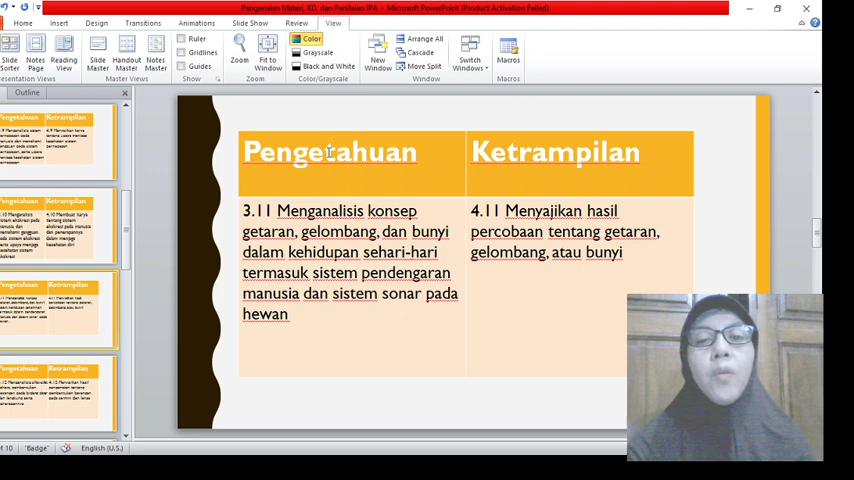 Pengenalan Materi, KD, dan Penilaian IPA – Microsoft PowerPoint (Product Activation Failed)
Home Insert Design Transitions Animations Slide Show Review View
Ruler
Gridlines
Guides
Slide Sorter
Notes Page
Reading View
Slide Master
Handout Master
Notes Master
Zoom
Fit to Window
Color
Grayscale
Black and White
New Window
Arrange All
Cascade
Move Split
Switch Windows
Macros
Presentation Views
Master Views
Show
Zoom
Color/Grayscale
Window
Macros
Outline
Pengetahuan Ketrampilan
3.11 Menganalisis konsep
getaran, gelombang, dan bunyi
dalam kehidupan sehari-hari
termasuk sistem pendengaran
manusia dan sistem sonar pada
hewan
4.11 Menyajikan hasil
percobaan tentang getaran,
gelombang, atau bunyi
of 10 "Badge" English (U.S.)